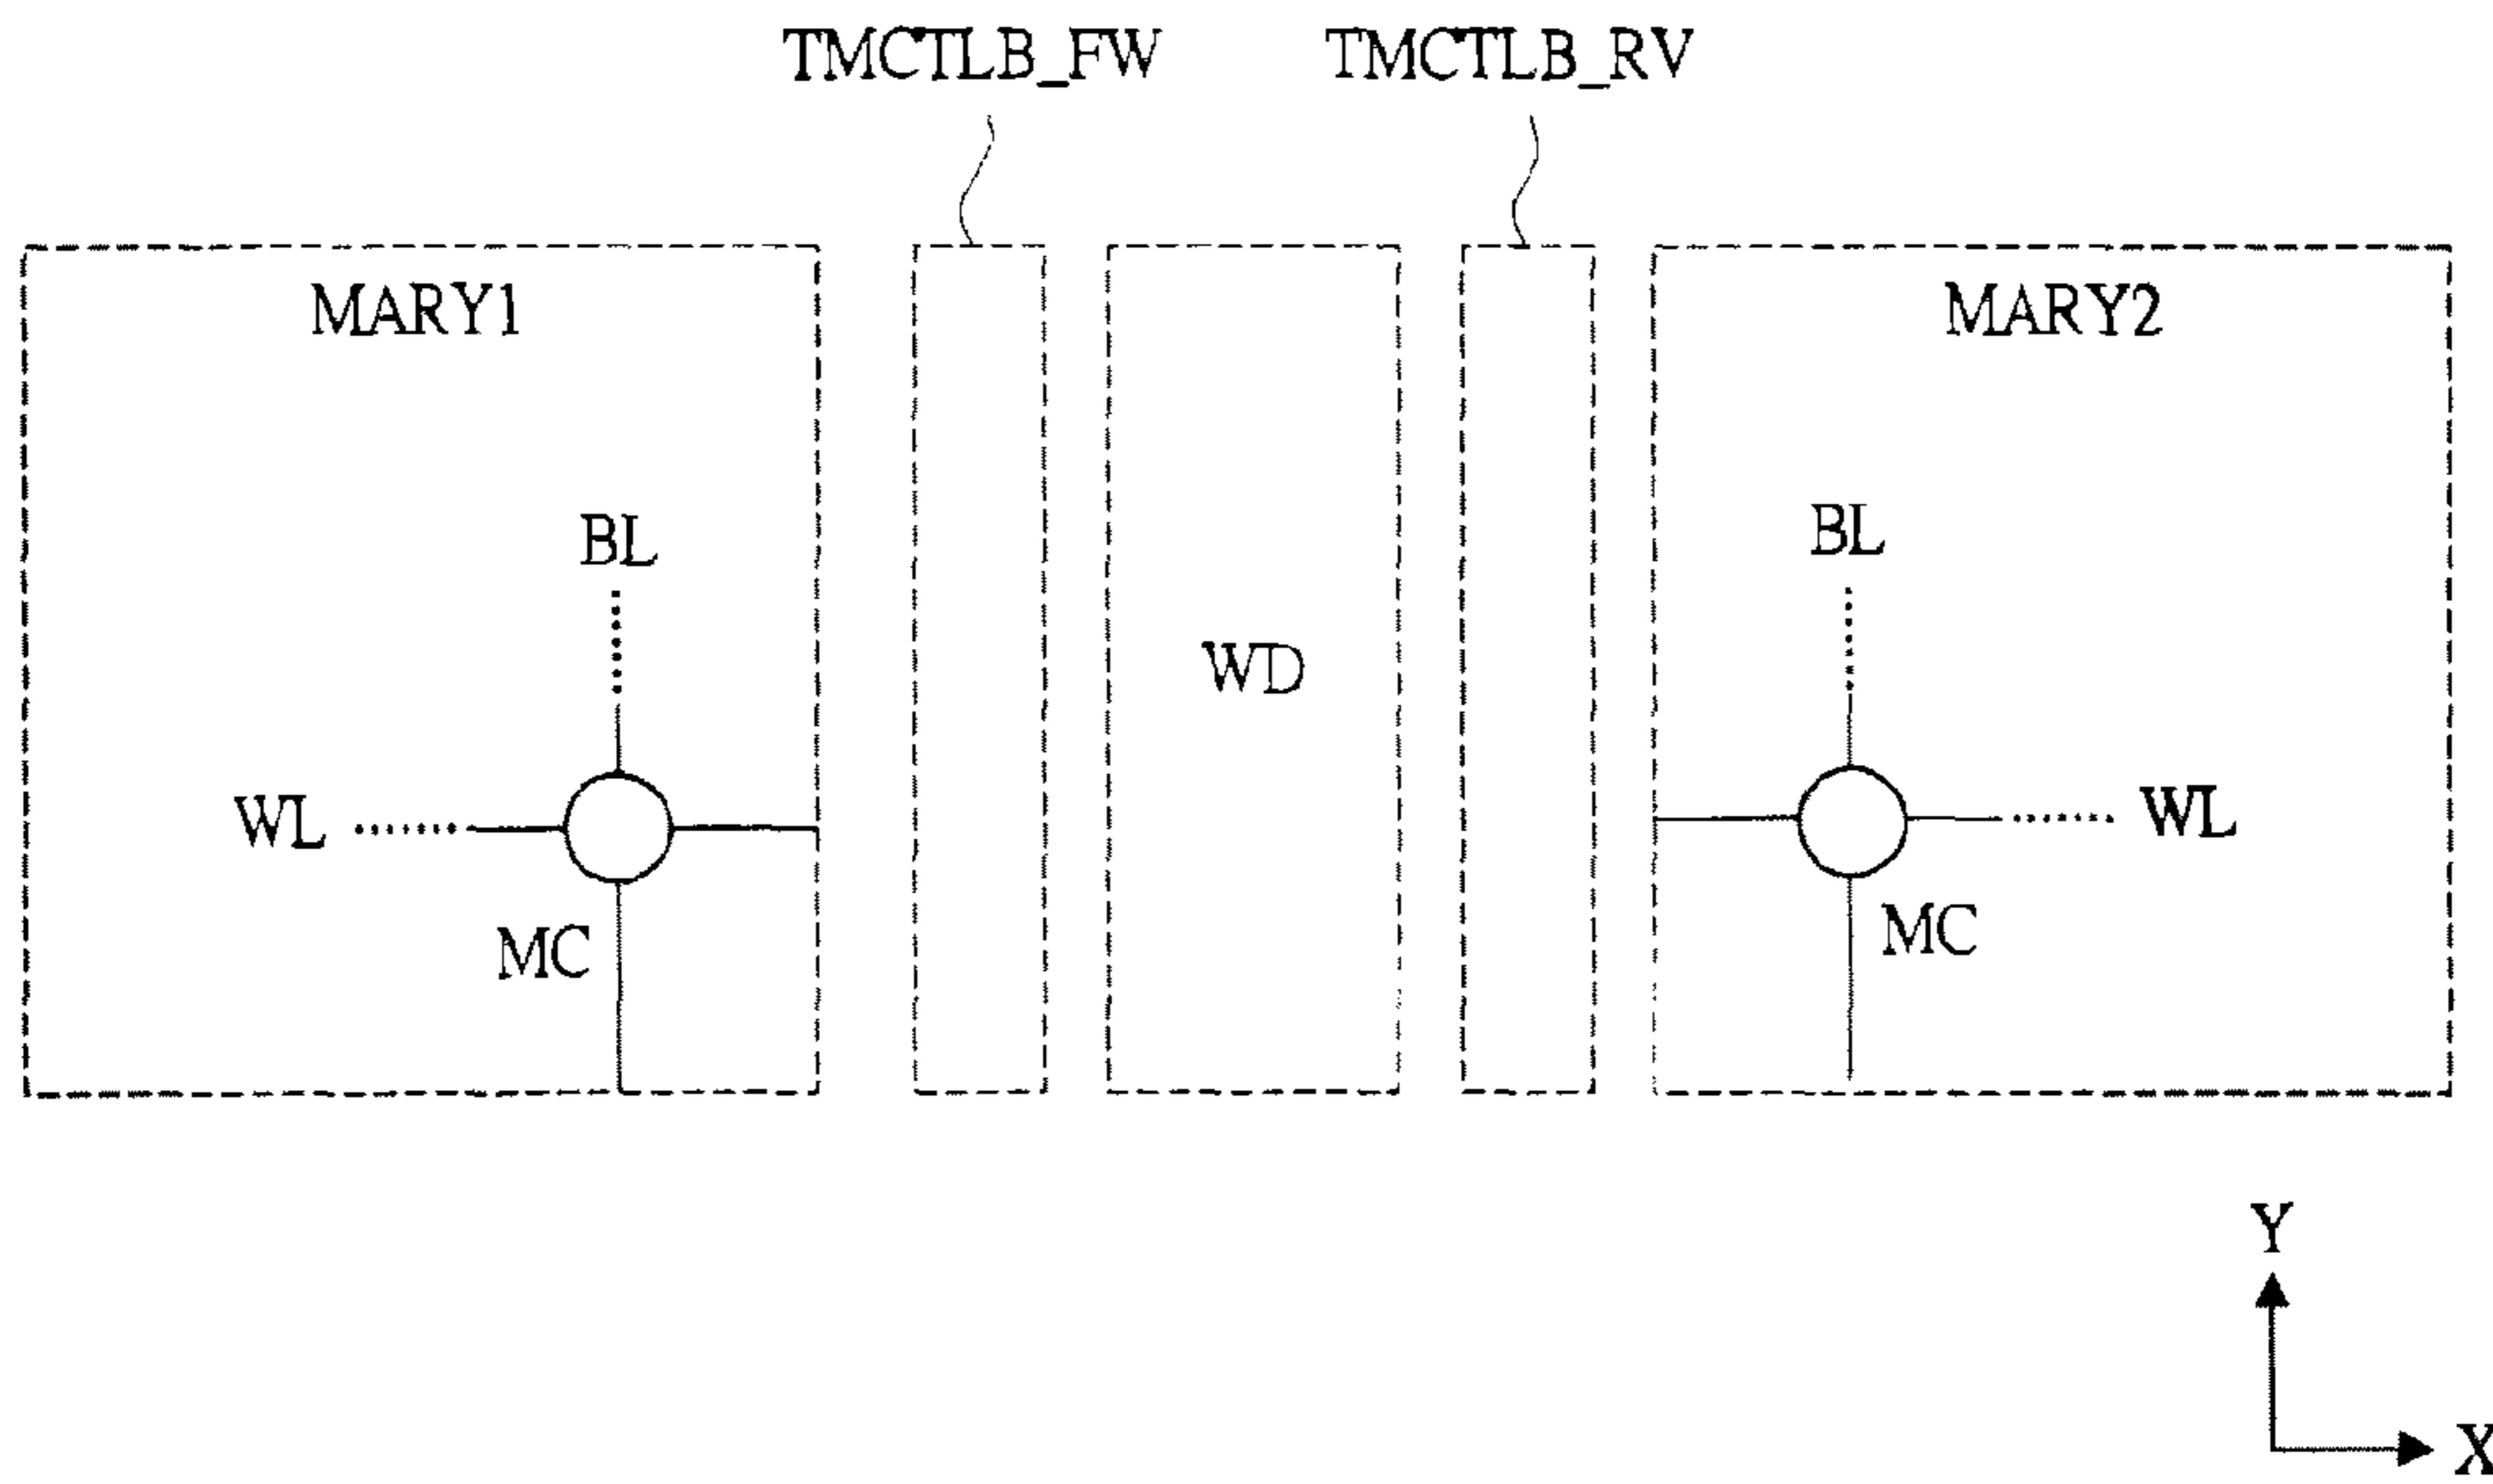 TMCTLB_FW TMCTLB_RV
MARY1 MARY2
BL BL
WD
WL MC MC WL
Y
X